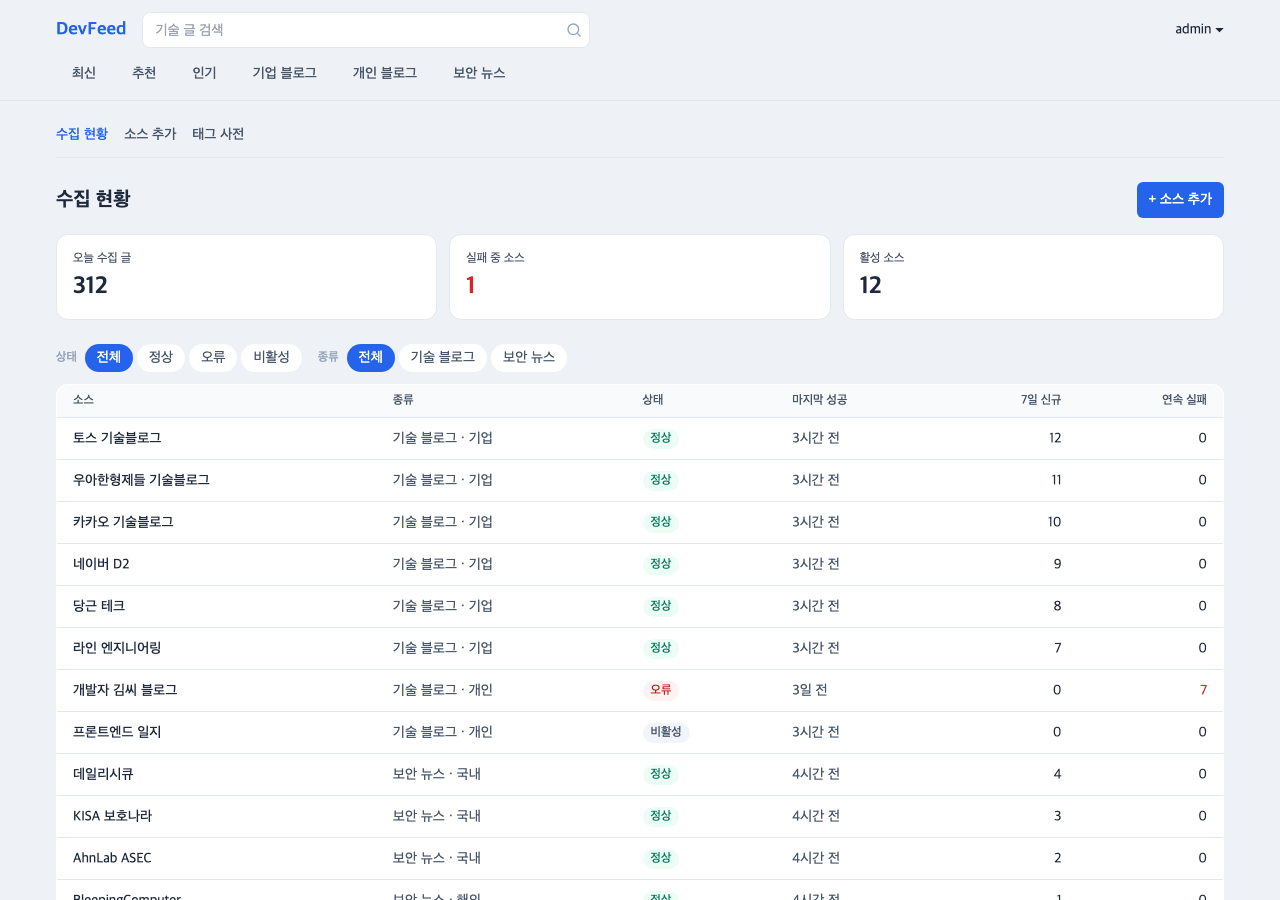 DevFeed 기술 글 검색 admin
최신 추천 인기 기업 블로그 개인 블로그 보안 뉴스
수집 현황 소스 추가 태그 사전
수집 현황 + 소스 추가
오늘 수집 글 실패 중 소스 활성 소스
312 1 12
상태 전체 정상 오류 비활성 종류 전체 기술 블로그 보안 뉴스
소스 종류 상태 마지막 성공 7일 신규 연속 실패
토스 기술블로그 기술 블로그 · 기업 정상 3시간 전 12 0
우아한형제들 기술블로그 기술 블로그 · 기업 정상 3시간 전 11 0
카카오 기술블로그 기술 블로그 · 기업 정상 3시간 전 10 0
네이버 D2 기술 블로그 · 기업 정상 3시간 전 9 0
당근 테크 기술 블로그 · 기업 정상 3시간 전 8 0
라인 엔지니어링 기술 블로그 · 기업 정상 3시간 전 7 0
개발자 김씨 블로그 기술 블로그 · 개인 오류 3일 전 0 7
프론트엔드 일지 기술 블로그 · 개인 비활성 3시간 전 0 0
데일리시큐 보안 뉴스 · 국내 정상 4시간 전 4 0
KISA 보호나라 보안 뉴스 · 국내 정상 4시간 전 3 0
AhnLab ASEC 보안 뉴스 · 국내 정상 4시간 전 2 0
BleepingComputer 보안 뉴스 · 해외 정상 4시간 전 1 0